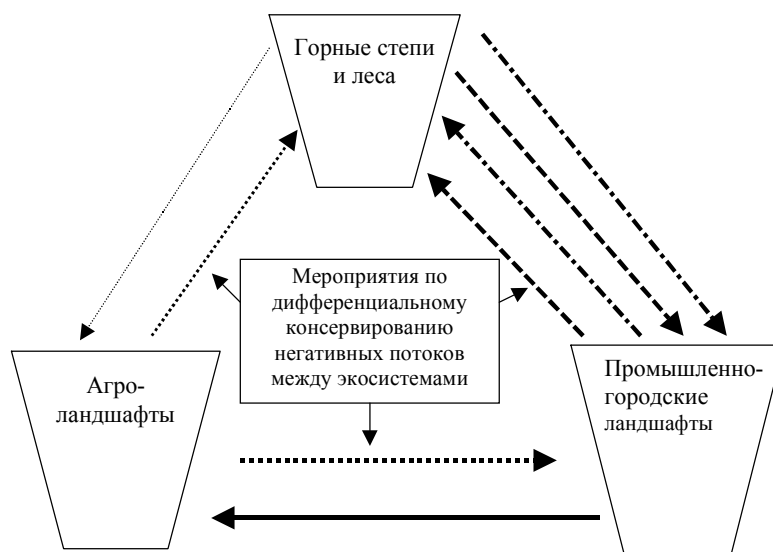 Горные степи
и леса
Мероприятия по
дифференциальному
консервированию
негативных потоков
между экосистемами
Агро-
ландшафты
Промышленно-
городские
ландшафты